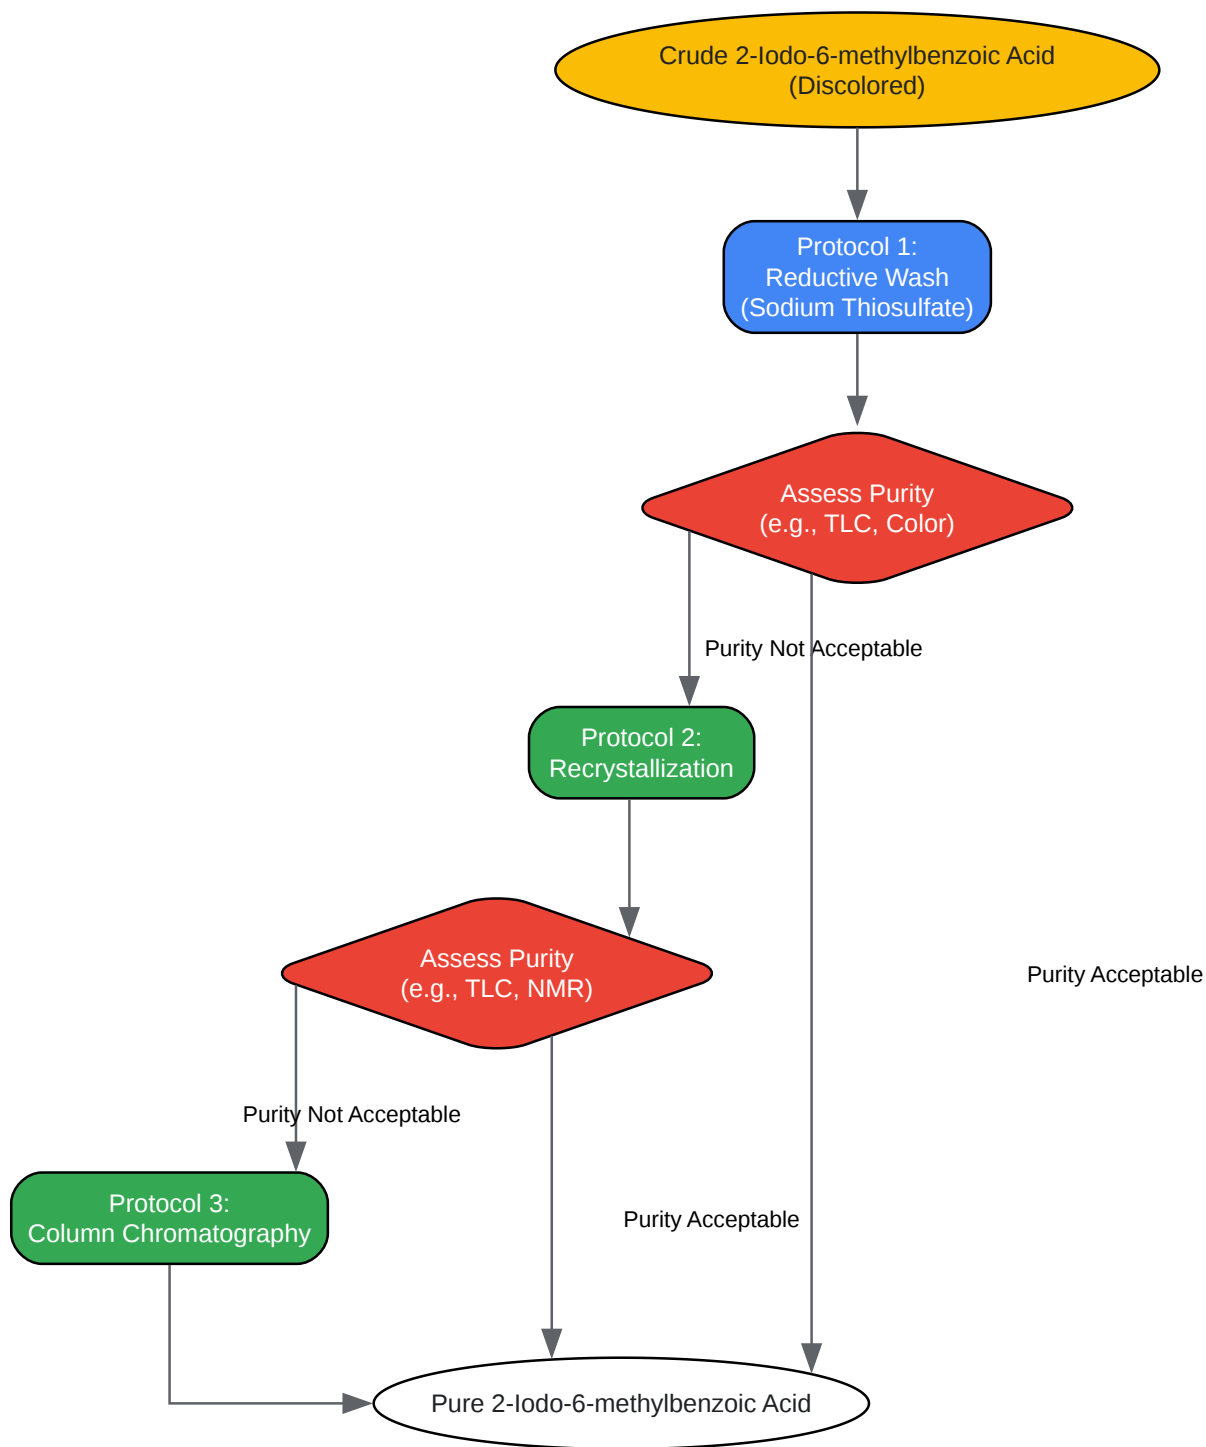 Crude 2-Iodo-6-methylbenzoic Acid
(Discolored)
Protocol 1:
Reductive Wash
(Sodium Thiosulfate)
Assess Purity
(e.g., TLC, Color)
Purity Not Acceptable
Protocol 2:
Recrystallization
Assess Purity
(e.g., TLC, NMR)
Purity Acceptable
Purity Not Acceptable
Protocol 3:
Column Chromatography
Purity Acceptable
Pure 2-Iodo-6-methylbenzoic Acid